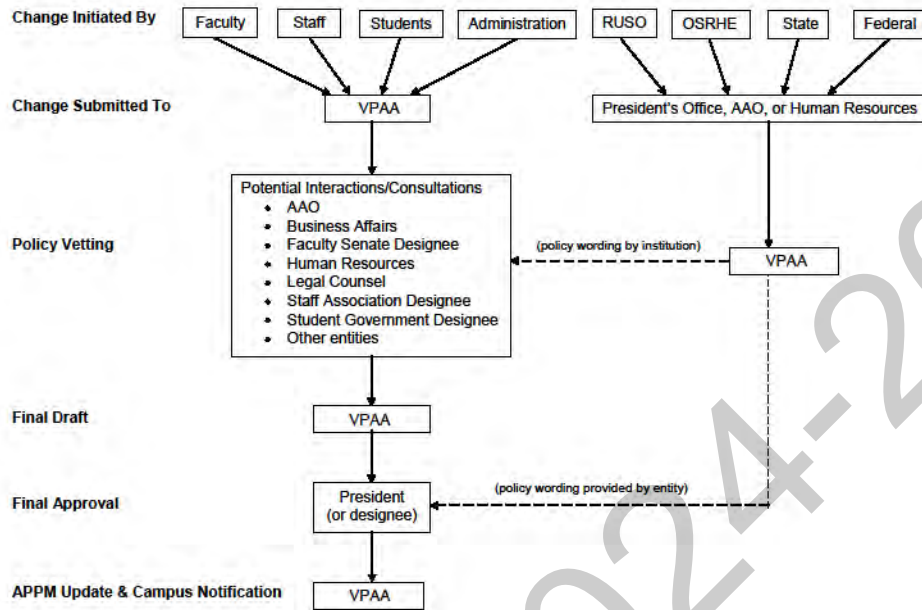 Change Initiated By
Faculty
Staff
Students
Administration
RUSO
OSRHE
State
Federal
Change Submitted To
VPAA
President's Office, AAO, or Human Resources
Policy Vetting
Potential Interactions/Consultations
• AAO
• Business Affairs
• Faculty Senate Designee
• Human Resources
• Legal Counsel
• Staff Association Designee
• Student Government Designee
• Other entities
(policy wording by institution)
VPAA
Final Draft
VPAA
Final Approval
President
(or designee)
(policy wording provided by entity)
APPM Update & Campus Notification
VPAA